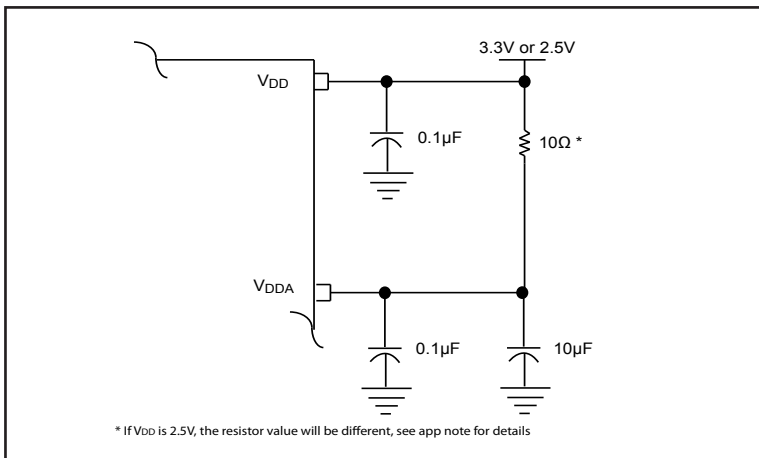 3.3V or 2.5V
VDD
0.1µF
10Ω *
VDDA
0.1µF
10µF
* If VDD is 2.5V, the resistor value will be different, see app note for details